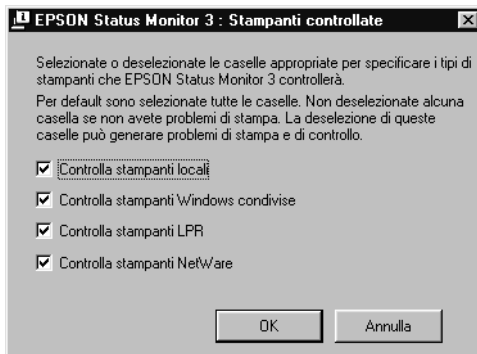 EPSON Status Monitor 3 : Stampanti controllate
Selezionate o deselezionate le caselle appropriate per specificare i tipi di
stampanti che EPSON Status Monitor 3 controllerà.
Per default sono selezionate tutte le caselle. Non deselezionate alcuna
casella se non avete problemi di stampa. La deselezione di queste
caselle può generare problemi di stampa e di controllo.
Controlla stampanti locali
Controlla stampanti Windows condivise
Controlla stampanti LPR
Controlla stampanti NetWare
OK Annulla